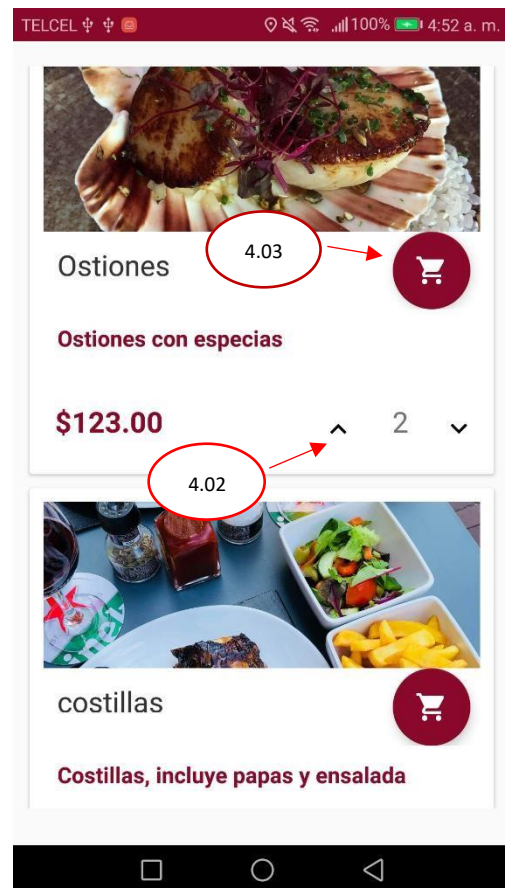 TELCEL 100% 4:52 a. m.
4.03
Ostiones
Ostiones con especias
$123.00 2
4.02
costillas
Costillas, incluye papas y ensalada